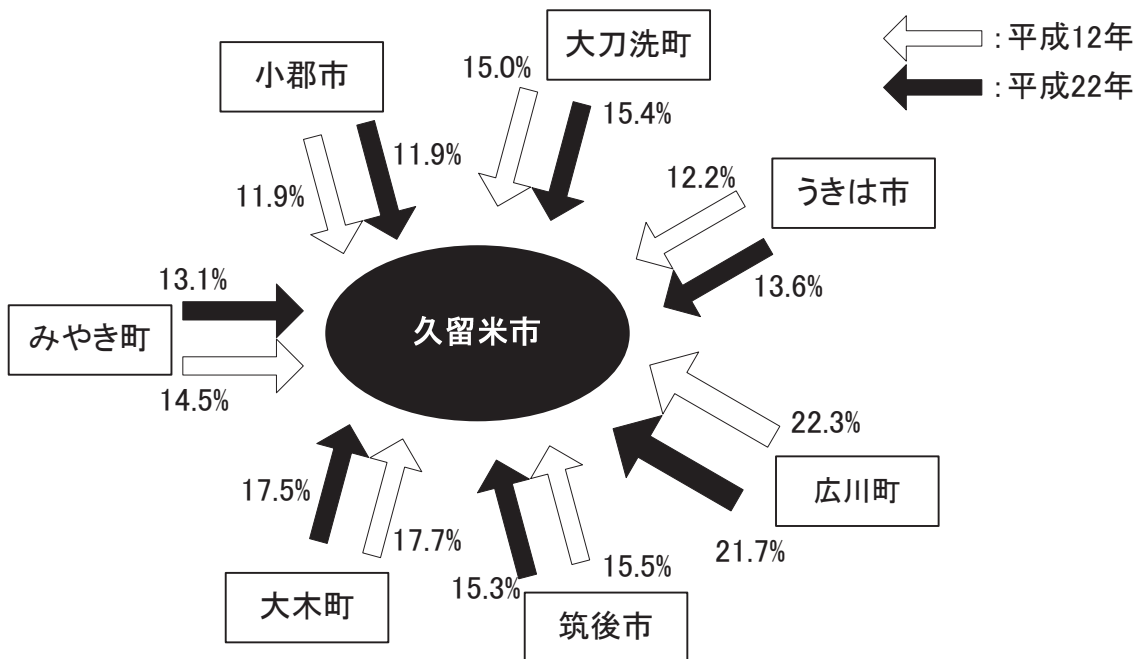 大刀洗町
:平成12年
小郡市
15.0%
:平成22年
15.4%
11.9%
11.9%
12.2%
うきは市
13.1%
13.6%
みやき町
久留米市
14.5%
22.3%
17.5%
広川町
17.7%
15.3%
15.5%
21.7%
大木町
筑後市